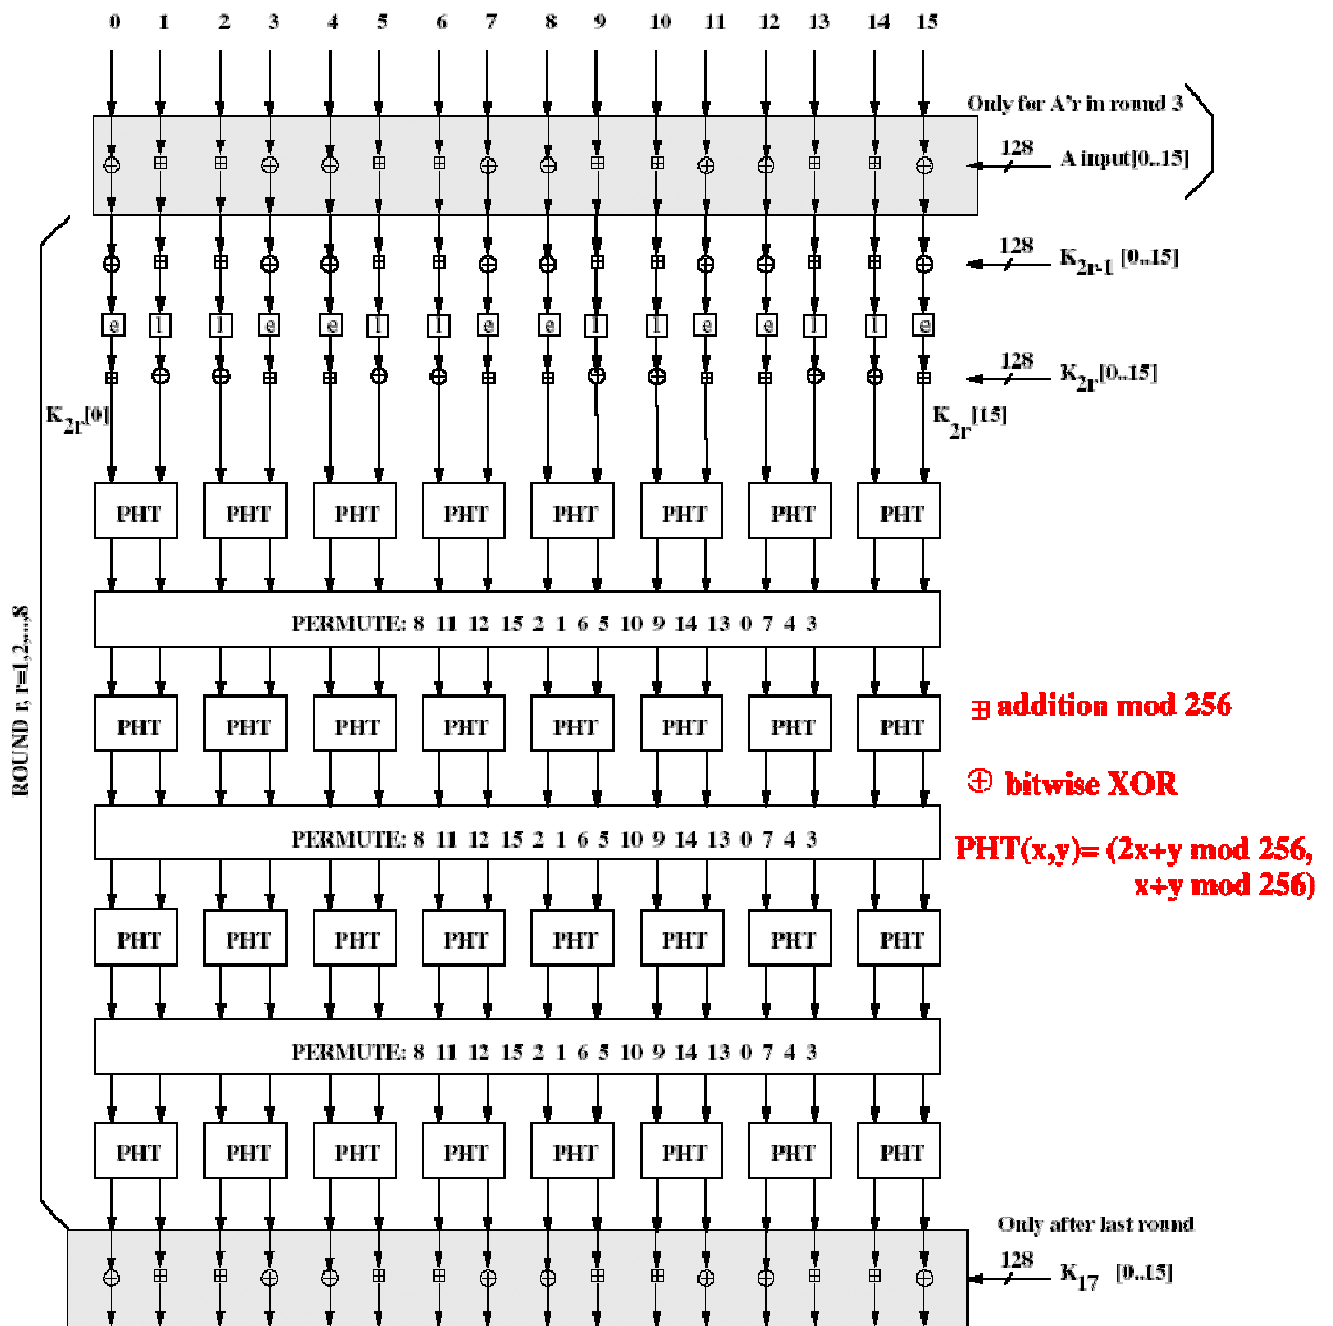 0 1 2 3 4 5 6 7 8 9 10 11 12 13 14 15
Only for A'r in round 3
128 A input[0..15]
128 K2r-1 [0..15]
e l l e e l l e e l l e e l l e
128 K2r[0..15]
K2r[0]
K2r[15]
PHT PHT PHT PHT PHT PHT PHT PHT
PERMUTE: 8 11 12 15 2 1 6 5 10 9 14 13 0 7 4 3
ROUND r, r=1,2,...,8
PHT PHT PHT PHT PHT PHT PHT PHT
addition mod 256
bitwise XOR
PERMUTE: 8 11 12 15 2 1 6 5 10 9 14 13 0 7 4 3
PHT(x,y)= (2x+y mod 256,
x+y mod 256)
PHT PHT PHT PHT PHT PHT PHT PHT
PERMUTE: 8 11 12 15 2 1 6 5 10 9 14 13 0 7 4 3
PHT PHT PHT PHT PHT PHT PHT PHT
Only after last round
128 K17 [0..15]